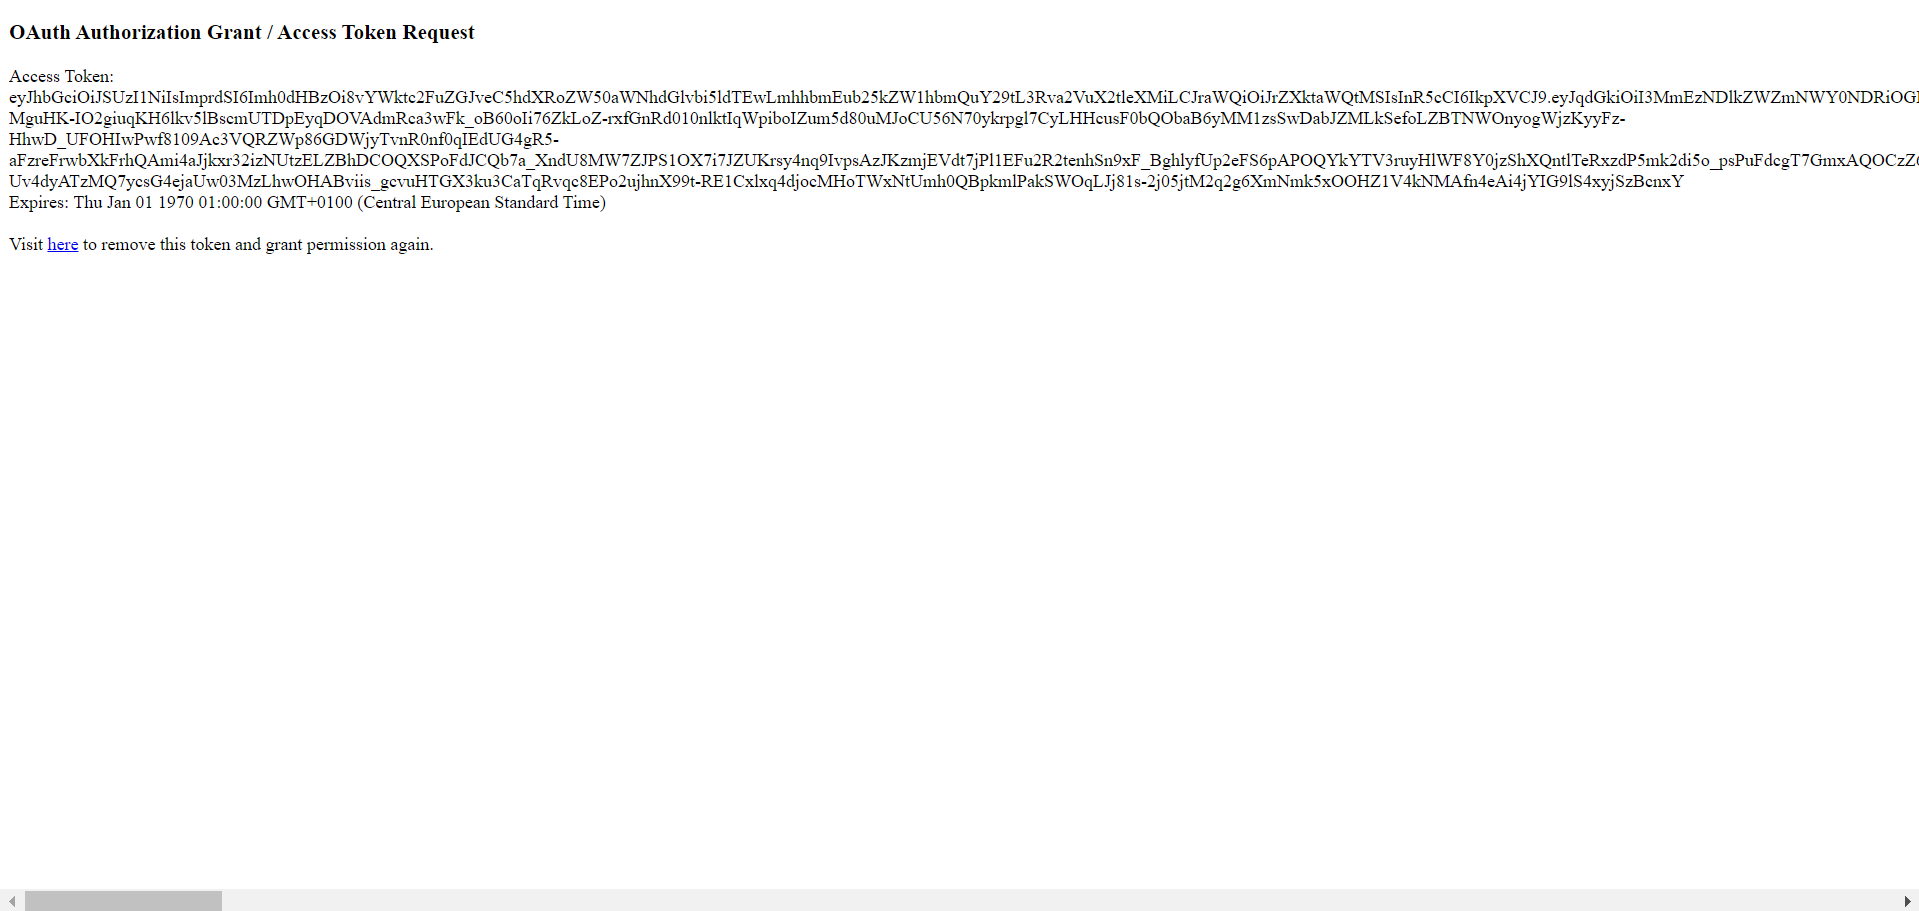 OAuth Authorization Grant / Access Token Request
Access Token:
eyJhbGciOiJSUzI1NiIsImprdSI6Imh0dHBzOi8vYWktc2FuZGJveC5hdXRoZW50aWNhdGlvbi5ldTEwLmhhbmEub25kZW1hbmQuY29tL3Rva2VuX2tleXMiLCJraWQiOiJrZXktaWQtMSIsInR5cCI6IkpXVCJ9.eyJqdGkiOiI3MmEzNDlkZWZmNWY0NDRiOG
MguHK-IO2giuqKH6lkv5lBscmUTDpEyqDOVAdmRca3wFk_oB60oIi76ZkLoZ-rxfGnRd010nlktIqWpiboIZum5d80uMJoCU56N70ykrpgl7CyLHHcusF0bQObaB6yMM1zsSwDabJZMLkSefoLZBTNWOnyogWjzKyyFz-
HhwD_UFOHIwPwf8109Ac3VQRZWp86GDWjyTvnR0nf0qIEdUG4gR5-
aFzreFrwbXkFrhQAmi4aJjkxr32izNUtzELZBhDCOQXSPoFdJCQb7a_XndU8MW7ZJPS1OX7i7JZUKrsy4nq9IvpsAzJKzmjEVdt7jPl1EFu2R2tenhSn9xF_BghlyfUp2eFS6pAPOQYkYTV3ruyHlWF8Y0jzShXQntlTeRxzdP5mk2di5o_psPuFdcgT7GmxAQOCzZ
Uv4dyATzMQ7ycsG4ejaUw03MzLhwOHABviis_gcvuHTGX3ku3CaTqRvqc8EPo2ujhnX99t-RE1Cxlxq4djocMHoTWxNtUmh0QBpkmlPakSWOqLJj81s-2j05jtM2q2g6XmNmk5xOOHZ1V4kNMAfn4eAi4jYIG9lS4xyjSzBcnxY
Expires: Thu Jan 01 1970 01:00:00 GMT+0100 (Central European Standard Time)
Visit here to remove this token and grant permission again.